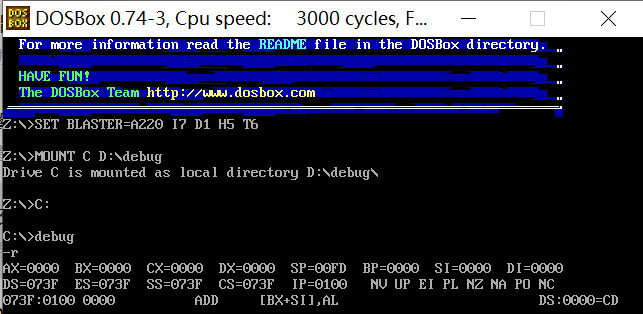 DOS
BOX
DOSBox 0.74-3, Cpu speed: 3000 cycles, F...
For more information read the README file in the DOSBox directory.
HAVE FUN!
The DOSBox Team http://www.dosbox.com
Z:\>SET BLASTER=A220 I7 D1 H5 T6
Z:\>MOUNT C D:\debug
Drive C is mounted as local directory D:\debug\
Z:\>C:
C:\>debug
-r
AX=0000 BX=0000 CX=0000 DX=0000 SP=00FD BP=0000 SI=0000 DI=0000
DS=073F ES=073F SS=073F CS=073F IP=0100 NV UP EI PL NZ NA PO NC
073F:0100 0000 ADD [BX+SI],AL DS:0000=CD